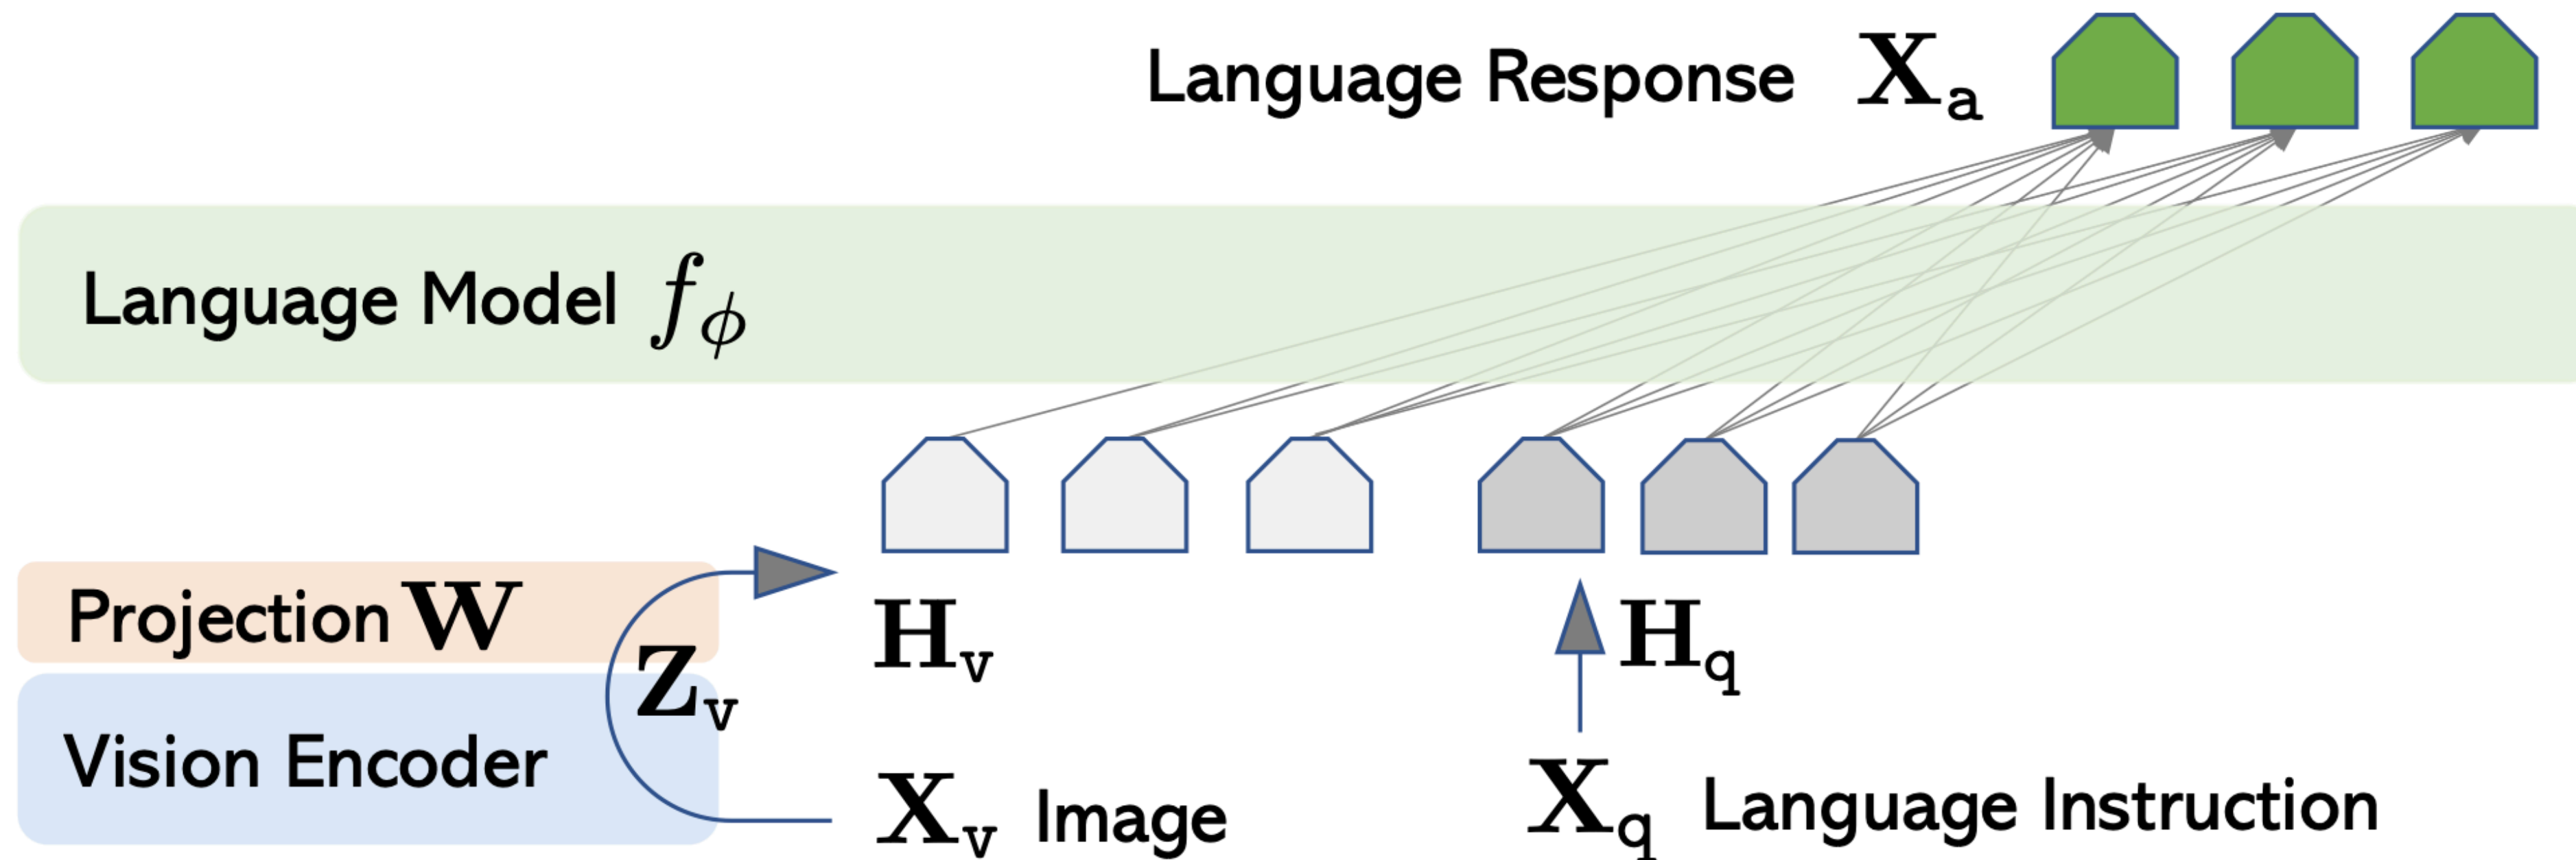 Language Response X_a
Language Model f_ϕ
Projection W
Z_v
H_v
H_q
Vision Encoder
X_v Image
X_q Language Instruction